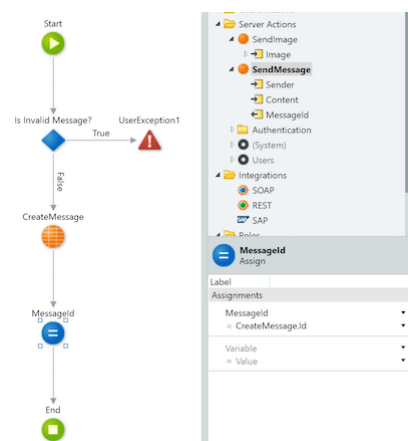 Start
Is Invalid Message?
UserException1
True
False
CreateMessage
MessageId
End
Server Actions
SendImage
Image
SendMessage
Sender
Content
MessageId
Authentication
(System)
Users
Integrations
SOAP
REST
SAP
MessageId
Assign
Label
Assignments
MessageId
= CreateMessage.Id
Variable
= Value